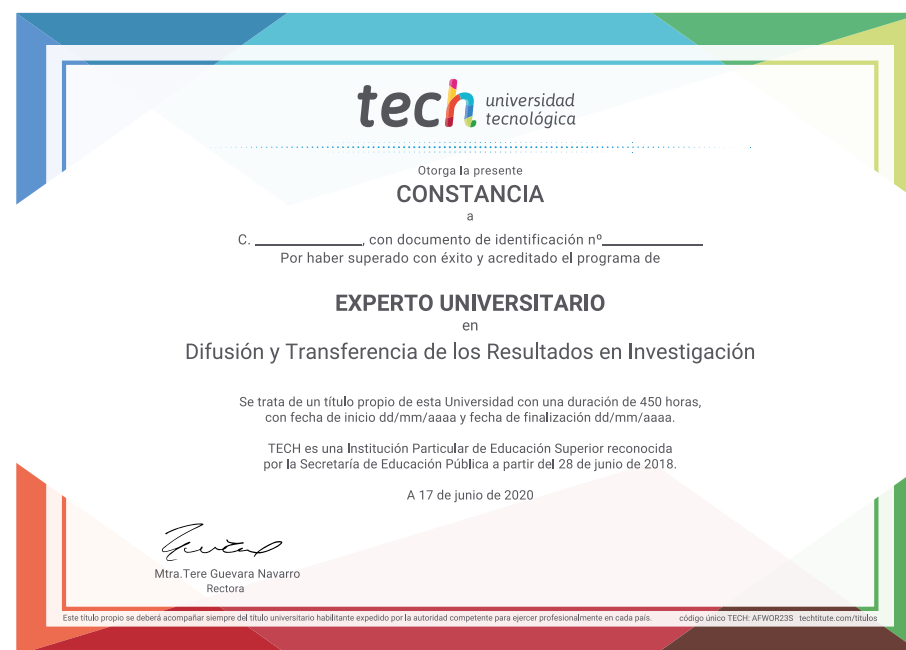 tech universidad
tecnológica
Otorga la presente
CONSTANCIA
a
C. ______________, con documento de identificación nº_____________
Por haber superado con éxito y acreditado el programa de
EXPERTO UNIVERSITARIO
en
Difusión y Transferencia de los Resultados en Investigación
Se trata de un título propio de esta Universidad con una duración de 450 horas,
con fecha de inicio dd/mm/aaaa y fecha de finalización dd/mm/aaaa.
TECH es una Institución Particular de Educación Superior reconocida
por la Secretaría de Educación Pública a partir del 28 de junio de 2018.
A 17 de junio de 2020
Mtra.Tere Guevara Navarro
Rectora
Este título propio se deberá acompañar siempre del título universitario habilitante expedido por la autoridad competente para ejercer profesionalmente en cada país. código único TECH: AFWOR23S techtitute.com/titulos